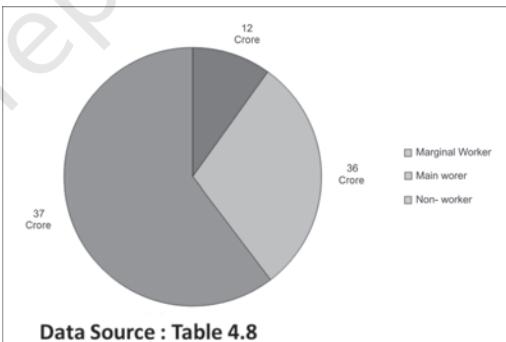 12
Crore
36
Crore
37
Crore
Marginal Worker
Main worer
Non- worker
Data Source : Table 4.8